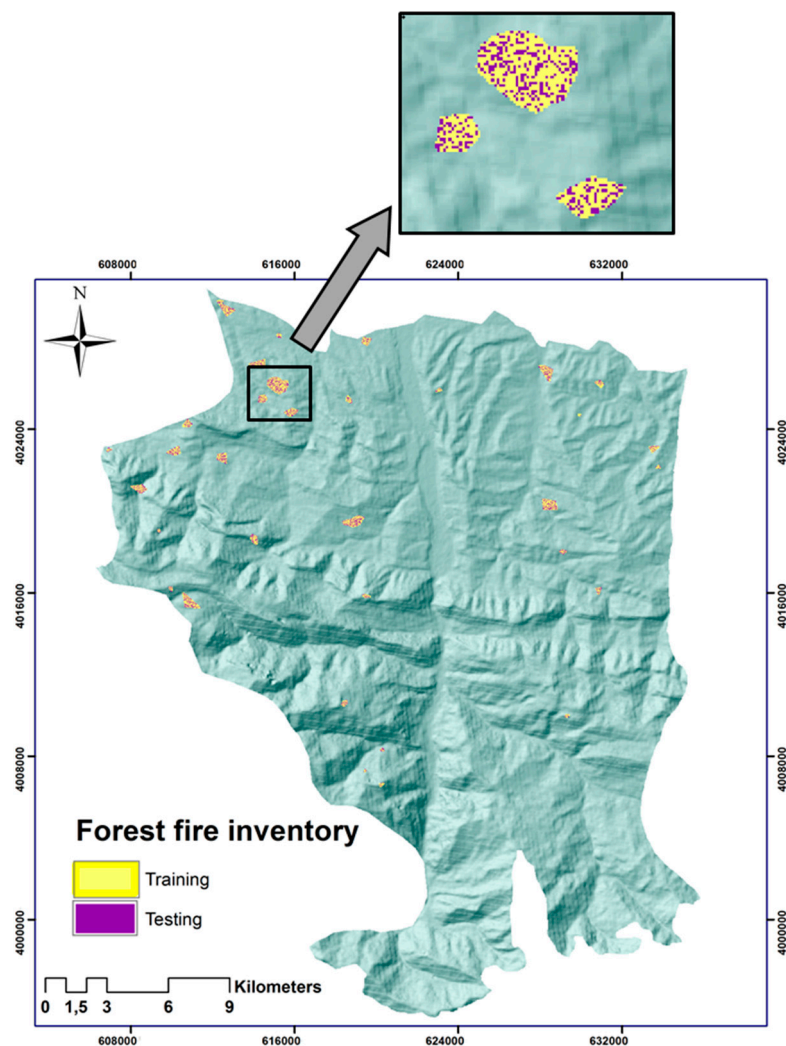 608000 616000 624000 632000
N
4024000 4024000
4016000 4016000
4008000 4008000
Forest fire inventory
Training
Testing
4000000 4000000
Kilometers
0 1,5 3 6 9
608000 616000 624000 632000